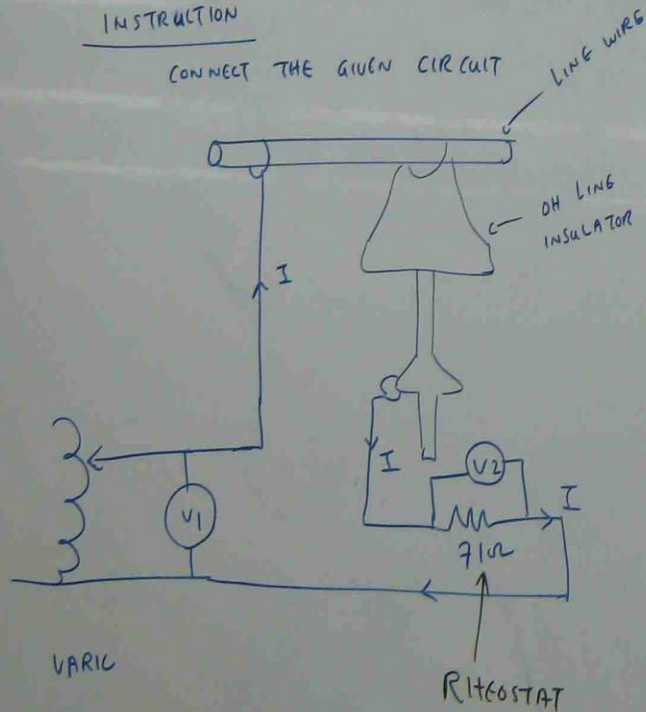 INSTRUCTION
CONNECT THE GIVEN CIRCUIT
LINE WIRE
OH LINE
INSULATOR
I
I
V2
I
V1
71Ω
VARIC
RHEOSTAT